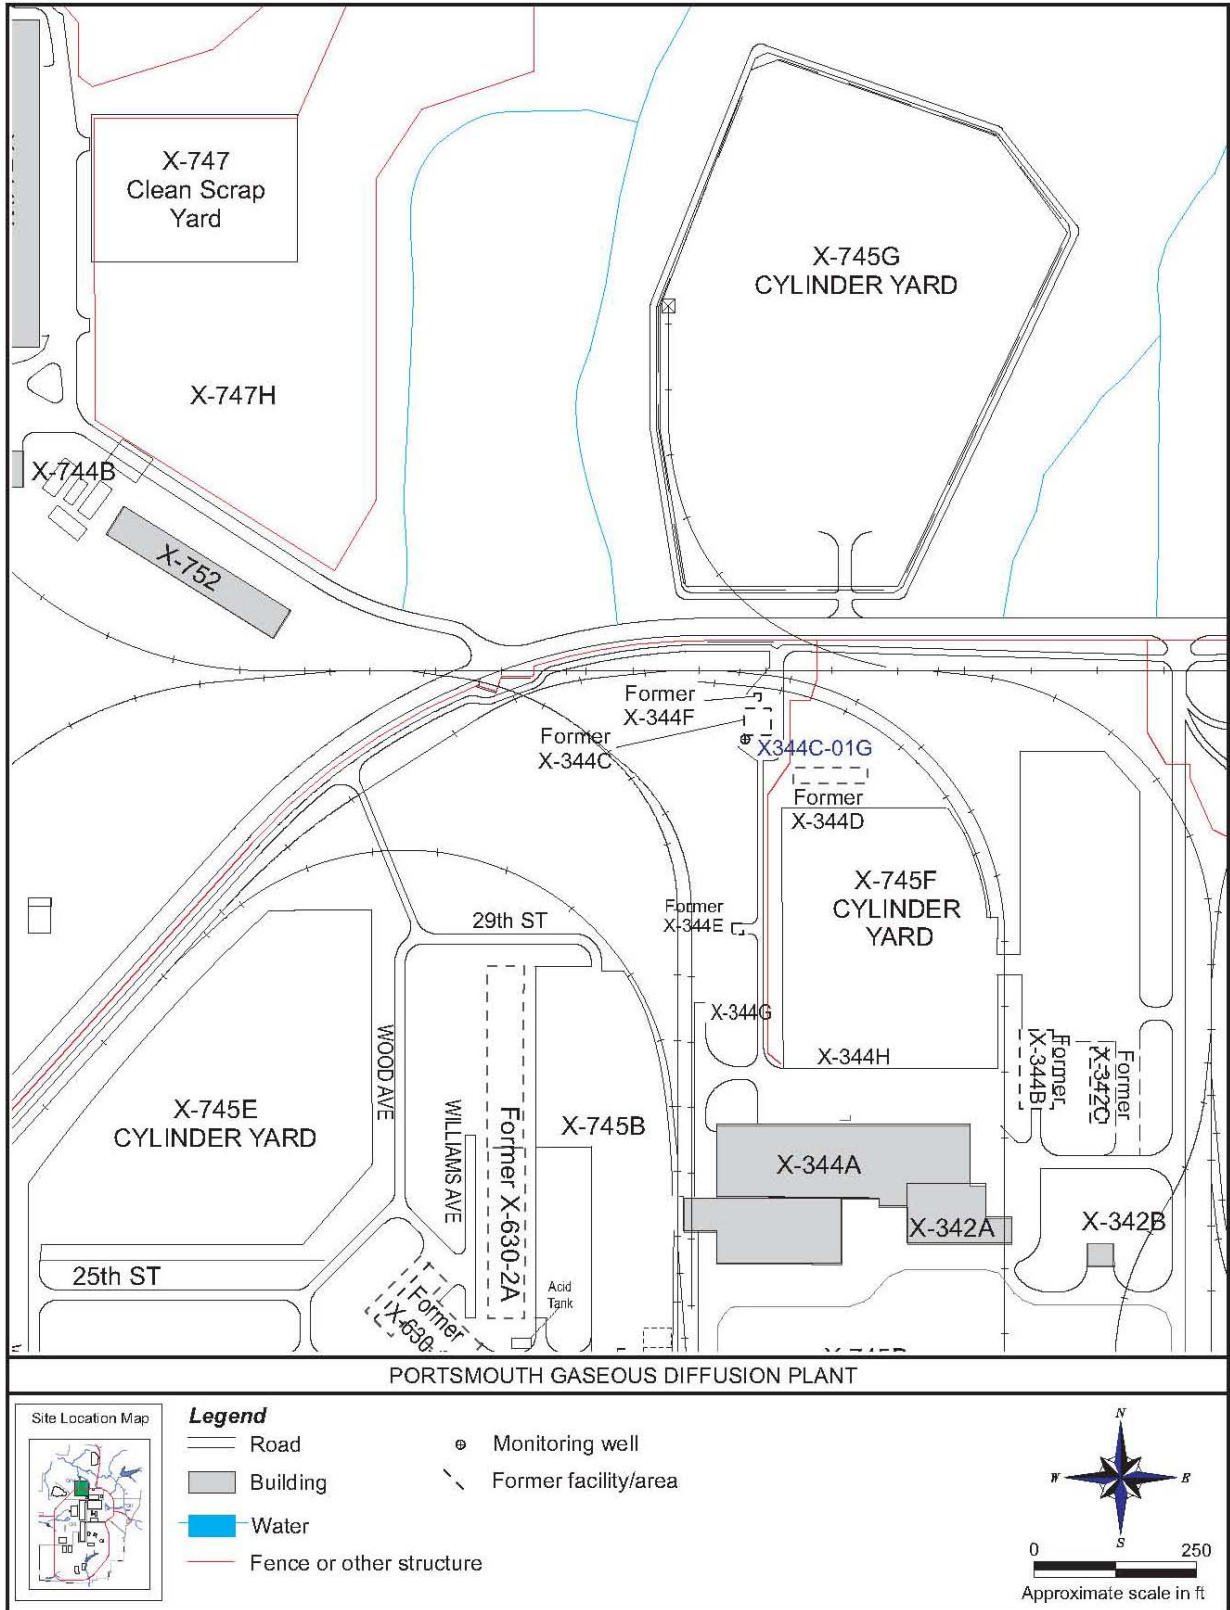 X-747
Clean Scrap
Yard
X-745G
CYLINDER YARD
X-747H
X-744B
X-752
Former
X-344F
Former
X-344C
X344C-01G
Former
X-344D
X-745F
CYLINDER
YARD
Former
X-344E
29th ST
X-344G
X-344H
WOOD AVE
Former
X-344B
Former
X-342C
X-745E
CYLINDER YARD
WILLIAMS AVE
Former X-630-2A
X-745B
X-344A
X-342A
X-342B
25th ST
Former
X-630
Acid
Tank
PORTSMOUTH GASEOUS DIFFUSION PLANT
Site Location Map
Legend
Road
Building
Water
Fence or other structure
Monitoring well
Former facility/area
N
W
E
S
0 250
Approximate scale in ft